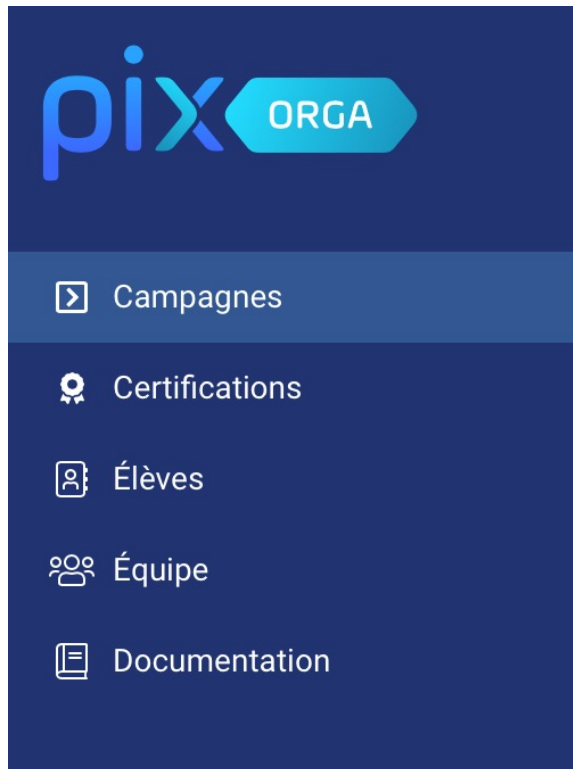 pix ORGA
Campagnes
Certifications
Élèves
Équipe
Documentation